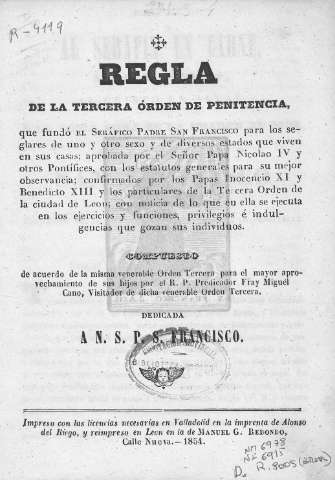 R-4119
REGLA
DE LA TERCERA ÓRDEN DE PENITENCIA,
que fundó EL SERÁFICO PADRE SAN FRANCISCO para los se-
glares de uno y otro sexo y de diversos estados que viven
en sus casas; aprobada por el Señor Papa Nicolao IV y
otros Pontífices, con los estatutos generales para su mejor
observancia; confirmados por los Papas Inocencio XI y
Benedicto XIII y los particulares de la Tercera Orden de
la ciudad de Leon; con noticia de lo que en ella se ejecuta
en los ejercicios y funciones, privilegios é indul-
gencias que gozan sus individuos.
COMPUESTO
de acuerdo de la misma venerable Orden Tercera para el mayor apro-
vechamiento de sus hijos por el R. P. Predicador Fray Miguel
Cano, Visitador de dicha venerable Orden Tercera.
DEDICADA
A N. S. P. S. FRANCISCO.
Impreso con las licencias necesarias en Valladolid en la imprenta de Alonso
del Riego, y reimpreso en Leon en la de MANUEL G. REDONDO,
Calle Nueva.—1854.
6978
6915
D. R. 9005